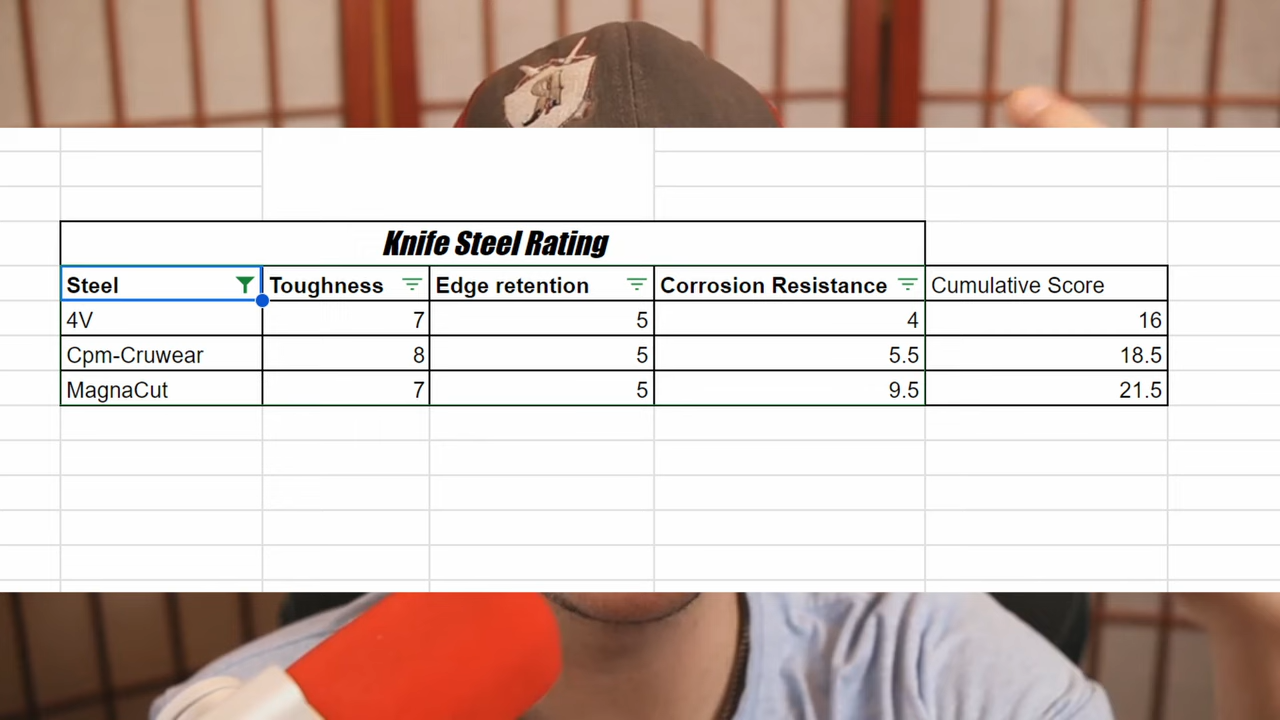 Knife Steel Rating
Steel Toughness Edge retention Corrosion Resistance Cumulative Score
4V 7 5 4 16
Cpm-Cruwear 8 5 5.5 18.5
MagnaCut 7 5 9.5 21.5